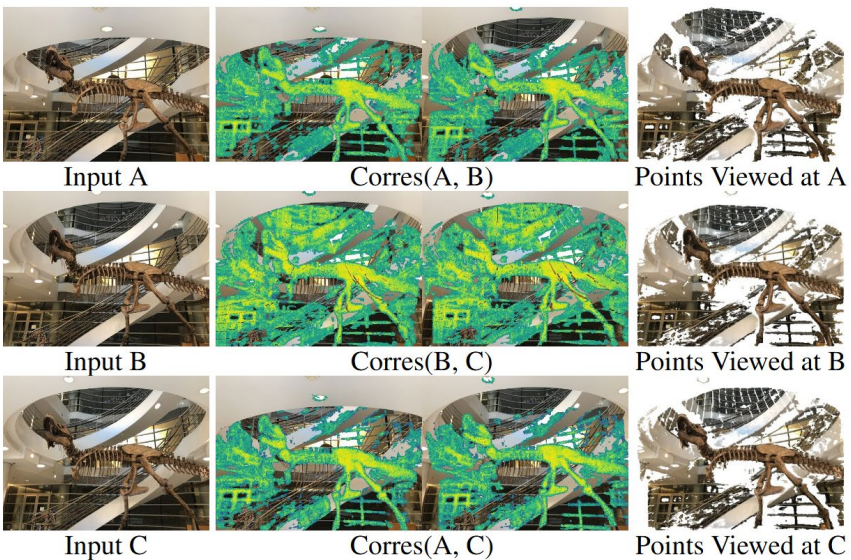 Input A
Corres(A, B)
Points Viewed at A
Input B
Corres(B, C)
Points Viewed at B
Input C
Corres(A, C)
Points Viewed at C